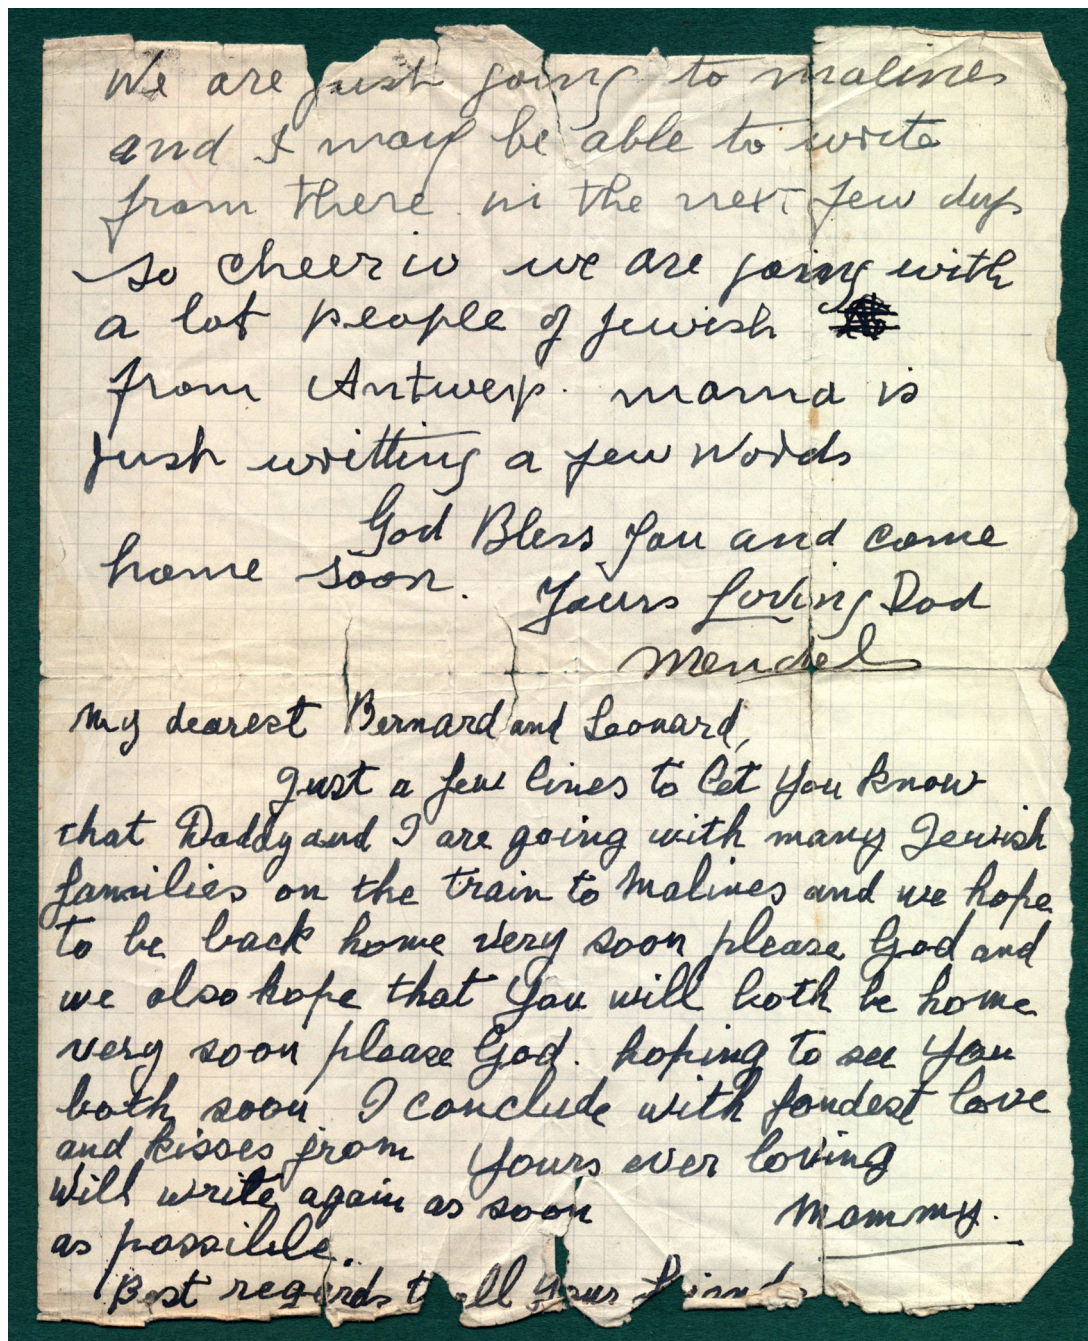 We are just going to malines
and I may be able to write
from there in the next few days
so cheerio we are going with
a lot people of Jewish
from Antwerp. mama is
Just writting a few words
God Bless You and come
home soon.
Yours Loving Dad
Mendel
My dearest Bernard and Leonard,
Just a few lines to let you know
that Daddy and I are going with many Jewish
families on the train to Malines and we hope
to be back home very soon please God and
we also hope that you will both be home
very soon please God. hoping to see you
both soon I conclude with fondest love
and kisses from yours ever loving
will write again as soon Mommy.
as possible.
Best regards to all your friends